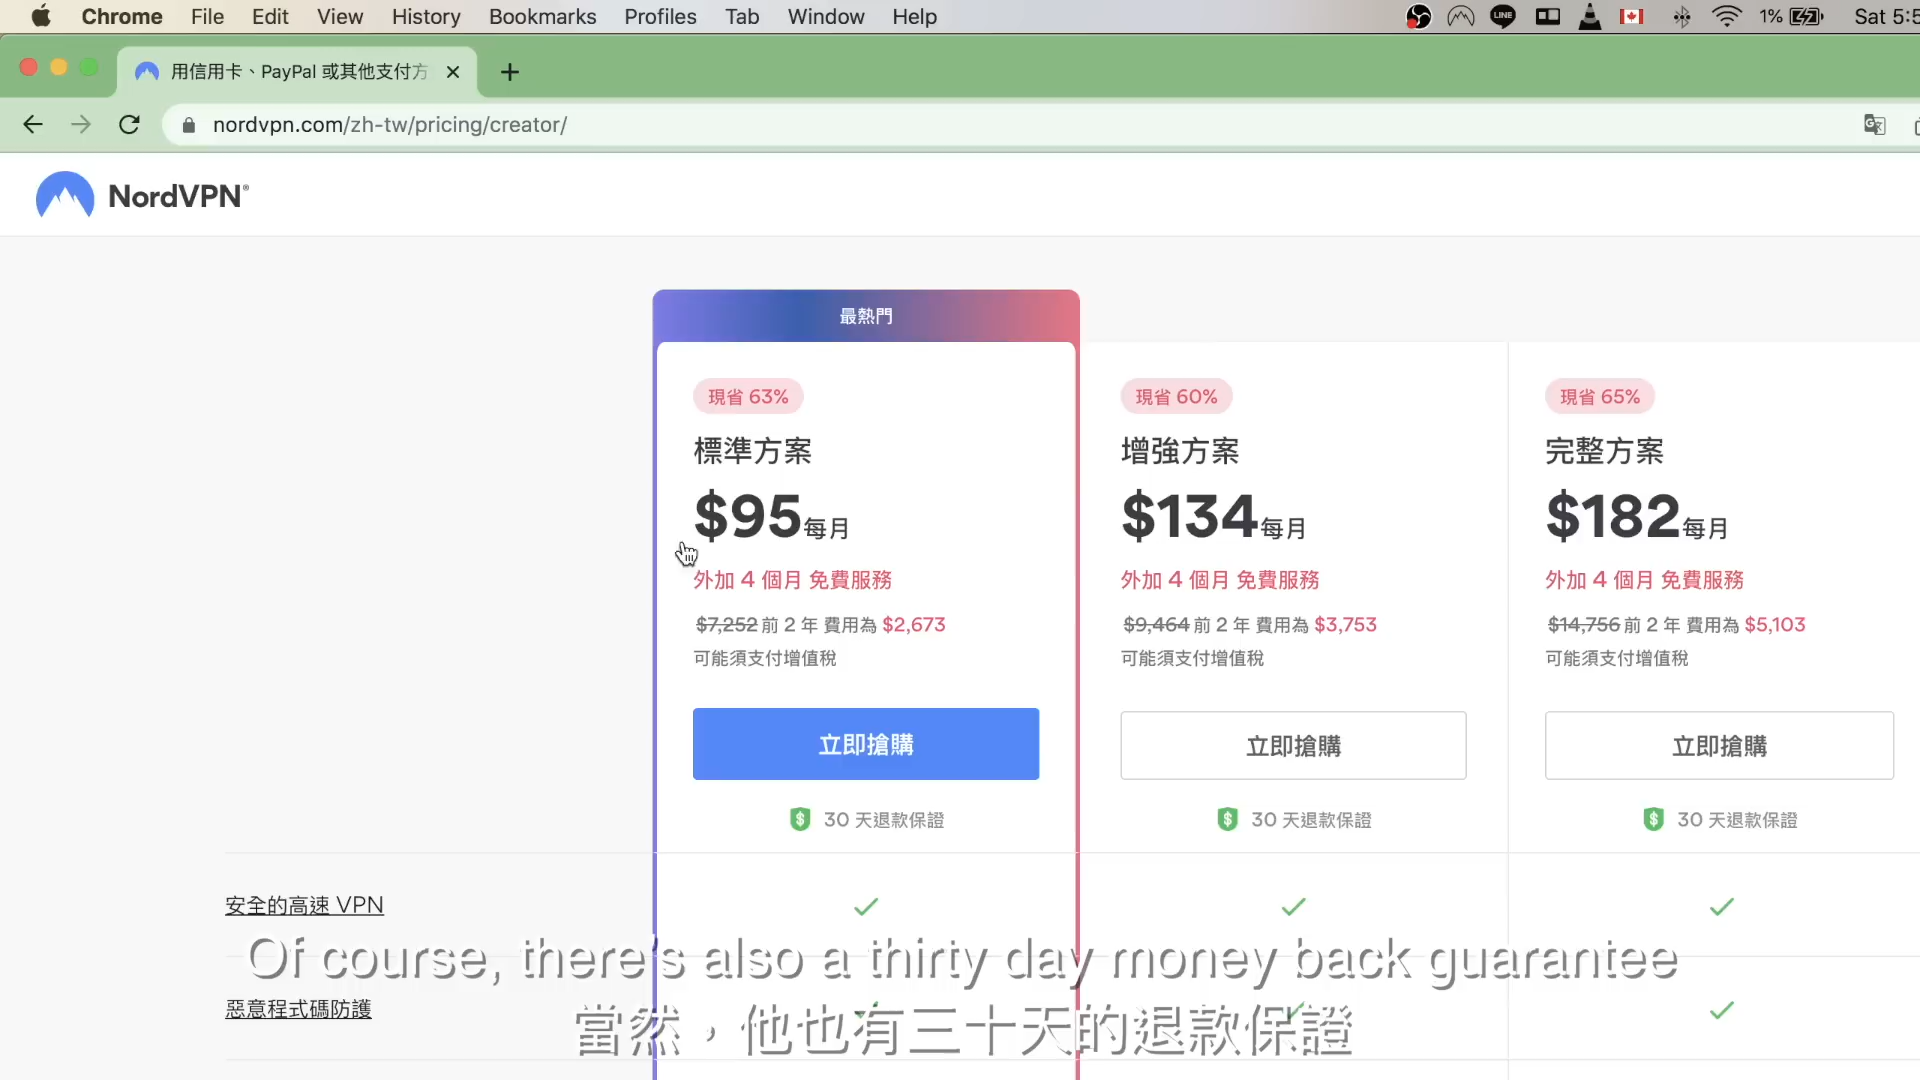 Chrome File Edit View History Bookmarks Profiles Tab Window Help
LINE
1%
Sat 5:5
用信用卡、PayPal 或其他支付方
nordvpn.com/zh-tw/pricing/creator/
NordVPN®
最熱門
現省 63%
標準方案
$95每月
外加 4 個月 免費服務
$7,252 前 2 年 費用為 $2,673
可能須支付增值稅
立即搶購
30 天退款保證
現省 60%
增強方案
$134每月
外加 4 個月 免費服務
$9,464 前 2 年 費用為 $3,753
可能須支付增值稅
立即搶購
30 天退款保證
現省 65%
完整方案
$182每月
外加 4 個月 免費服務
$14,756 前 2 年 費用為 $5,103
可能須支付增值稅
立即搶購
30 天退款保證
安全的高速 VPN
惡意程式碼防護
Of course, there's also a thirty day money back guarantee
當然，他也有三十天的退款保證